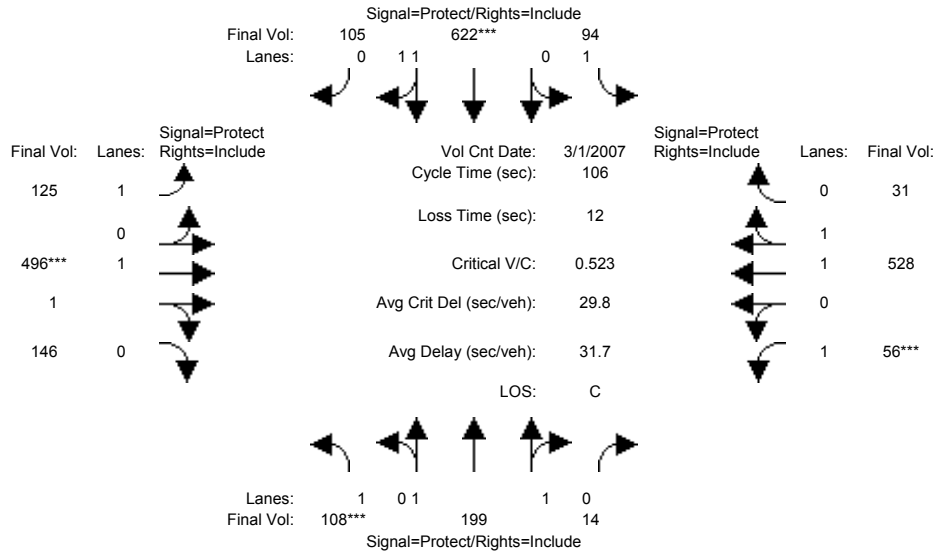 Signal=Protect/Rights=Include
Final Vol: 105 622*** 94
Lanes: 0 1 1 0 1
Signal=Protect
Final Vol: Lanes: Rights=Include
Vol Cnt Date: 3/1/2007
Signal=Protect
Rights=Include Lanes: Final Vol:
Cycle Time (sec): 106
125 1
0 31
Loss Time (sec): 12
0
1
496*** 1
Critical V/C: 0.523
1 528
1
Avg Crit Del (sec/veh): 29.8
0
146 0
Avg Delay (sec/veh): 31.7
1 56***
LOS: C
Lanes: 1 0 1 1 0
Final Vol: 108*** 199 14
Signal=Protect/Rights=Include